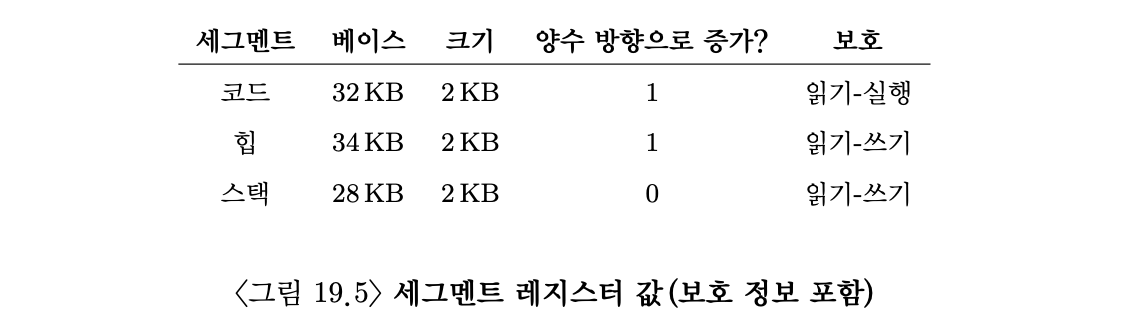 세그멘트 베이스 크기 양수 방향으로 증가? 보호
코드 32 KB 2 KB 1 읽기-실행
힙 34 KB 2 KB 1 읽기-쓰기
스택 28 KB 2 KB 0 읽기-쓰기
〈그림 19.5〉 세그멘트 레지스터 값(보호 정보 포함)